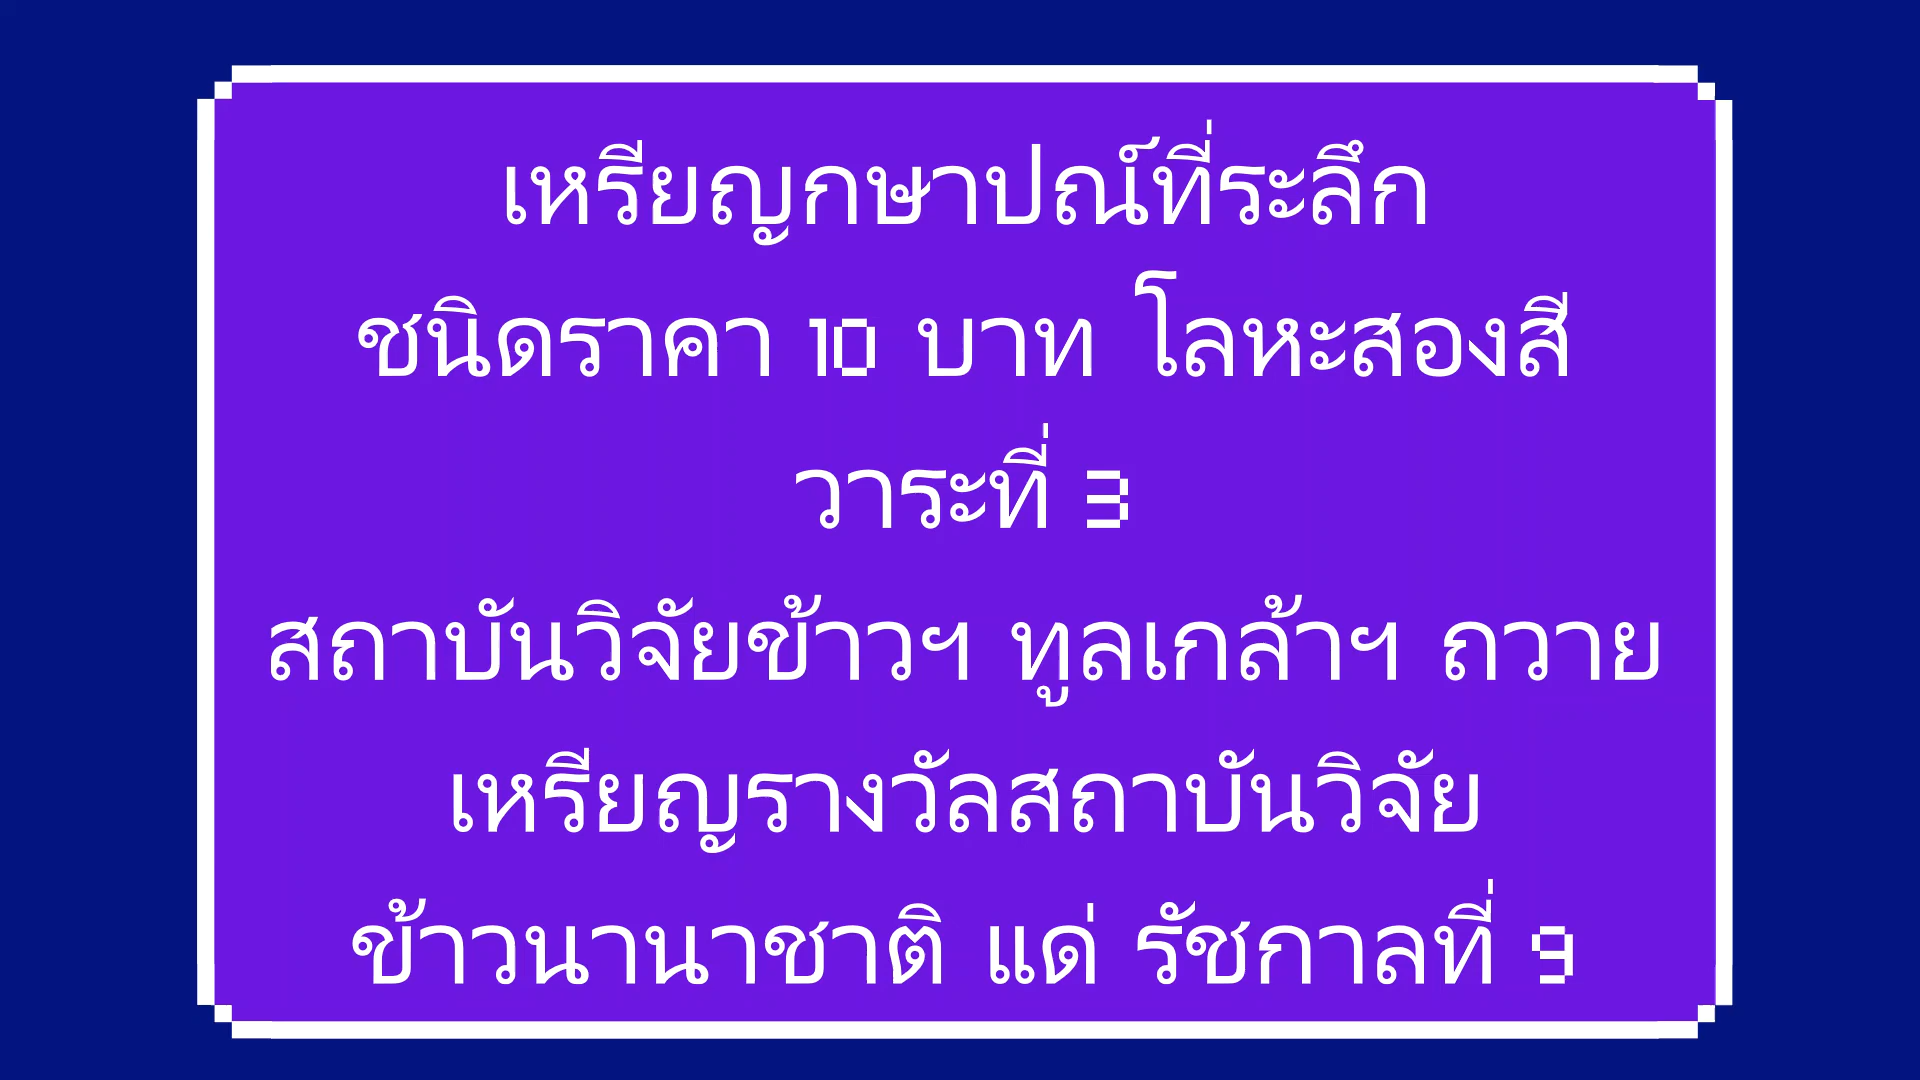 เหรียญกษาปณ์ที่ระลึก
ชนิดราคา 10 บาท โลหะสองสี
วาระที่ 3
สถาบันวิจัยข้าวฯ ทูลเกล้าฯ ถวาย
เหรียญรางวัลสถาบันวิจัย
ข้าวนานาชาติ แด่ รัชกาลที่ 9